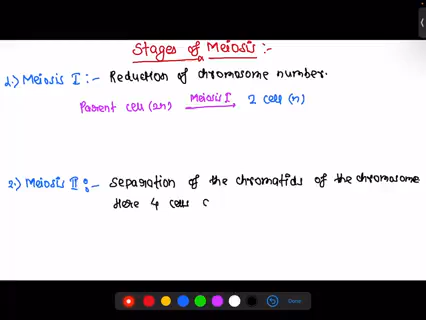 Stages of Meiosis :-
1.) Meiosis I :- Reduction of chromosome number.
Parent cell (2n) Meiosis I 2 cell (n)
2.) Meiosis II :- Separation of the chromatids of the chromosome
Here 4 cells c
Done